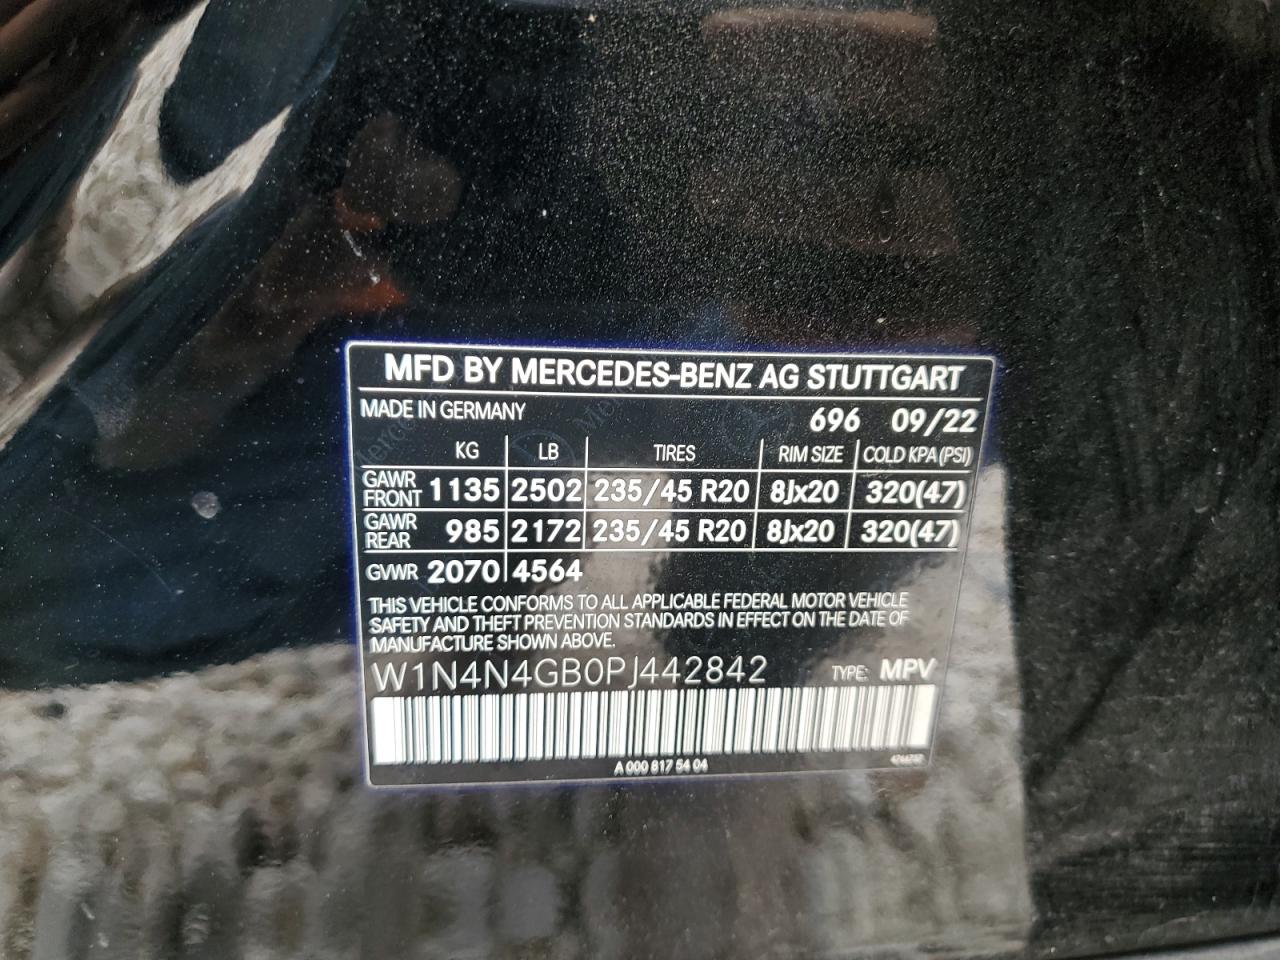 MFD BY MERCEDES-BENZ AG STUTTGART
MADE IN GERMANY 696 09/22
KG LB TIRES RIM SIZE COLD KPA (PSI)
GAWR FRONT 1135 2502 235/45 R20 8Jx20 320(47)
GAWR REAR 985 2172 235/45 R20 8Jx20 320(47)
GVWR 2070 4564
THIS VEHICLE CONFORMS TO ALL APPLICABLE FEDERAL MOTOR VEHICLE
SAFETY AND THEFT PREVENTION STANDARDS IN EFFECT ON THE DATE OF
MANUFACTURE SHOWN ABOVE.
W1N4N4GB0PJ442842 TYPE: MPV
A 000 817 54 04